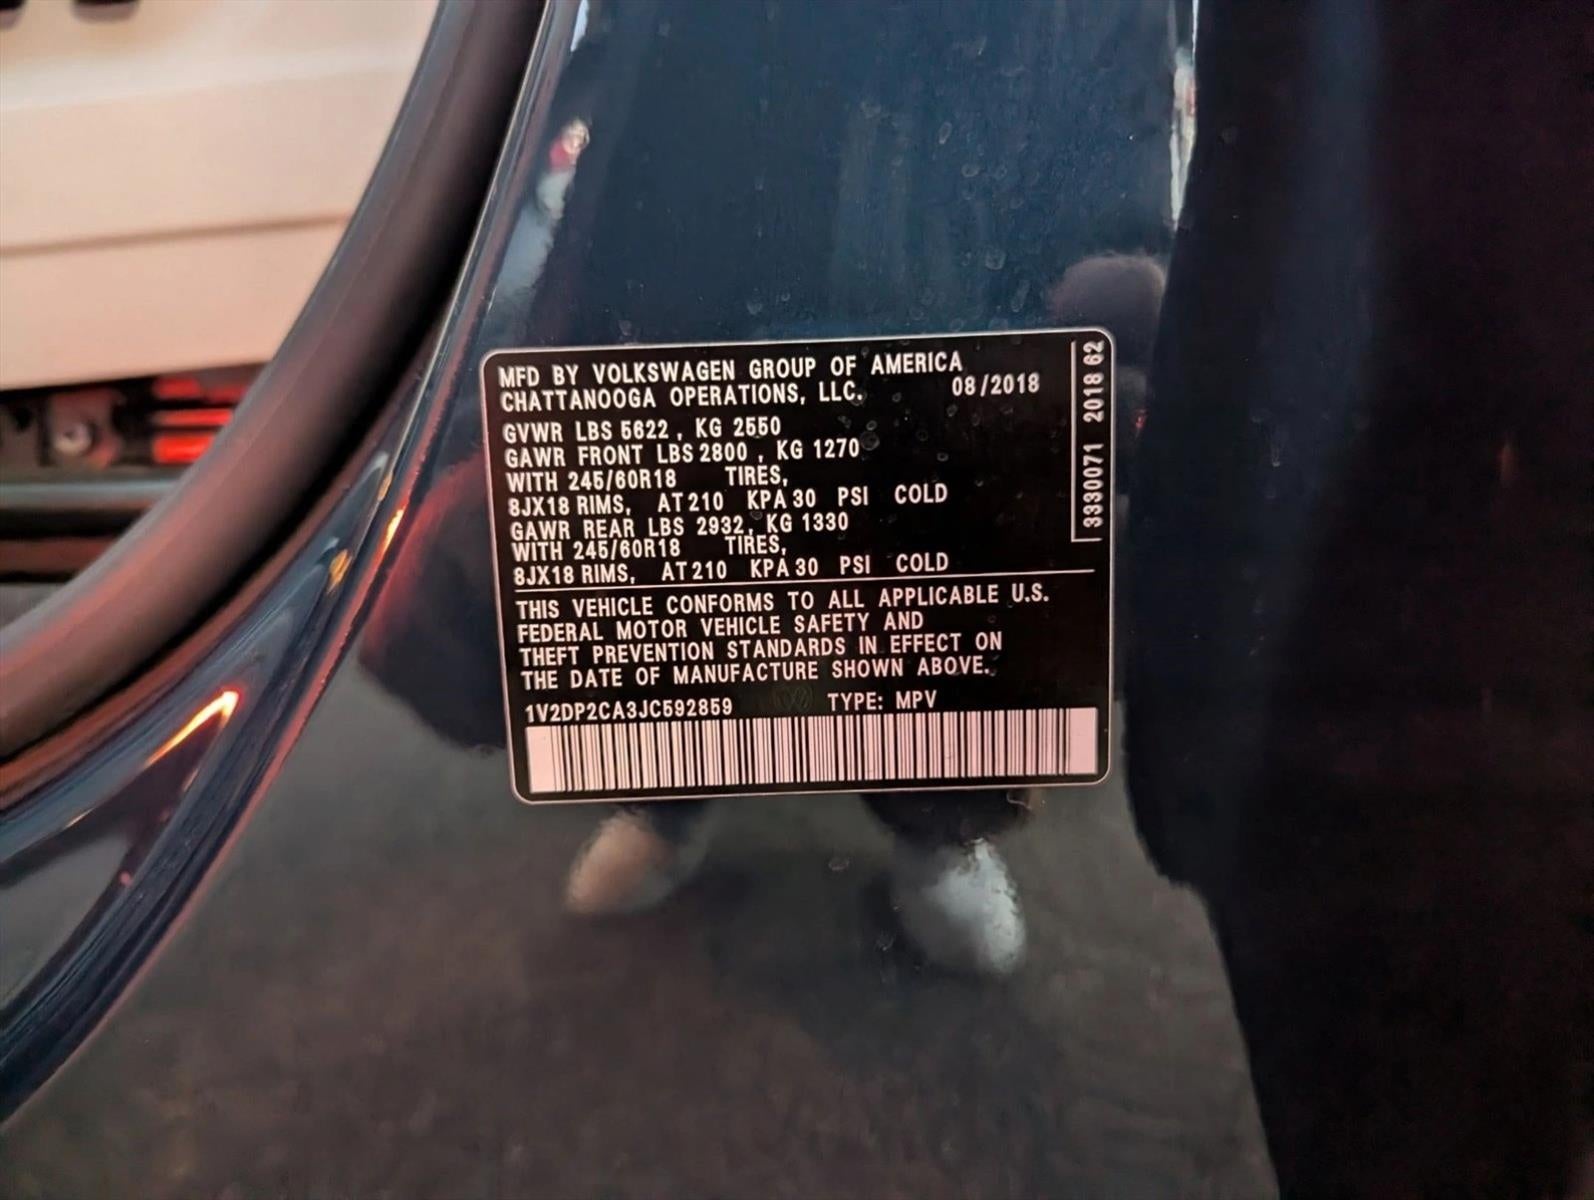 MFD BY VOLKSWAGEN GROUP OF AMERICA
CHATTANOOGA OPERATIONS, LLC. 08/2018
GVWR LBS 5622 , KG 2550
GAWR FRONT LBS 2800 , KG 1270
WITH 245/60R18 TIRES,
8JX18 RIMS, AT 210 KPA 30 PSI COLD
GAWR REAR LBS 2932, KG 1330
WITH 245/60R18 TIRES,
8JX18 RIMS, AT 210 KPA 30 PSI COLD
THIS VEHICLE CONFORMS TO ALL APPLICABLE U.S.
FEDERAL MOTOR VEHICLE SAFETY AND
THEFT PREVENTION STANDARDS IN EFFECT ON
THE DATE OF MANUFACTURE SHOWN ABOVE.
1V2DP2CA3JC592859 TYPE: MPV
3330071 2018 62